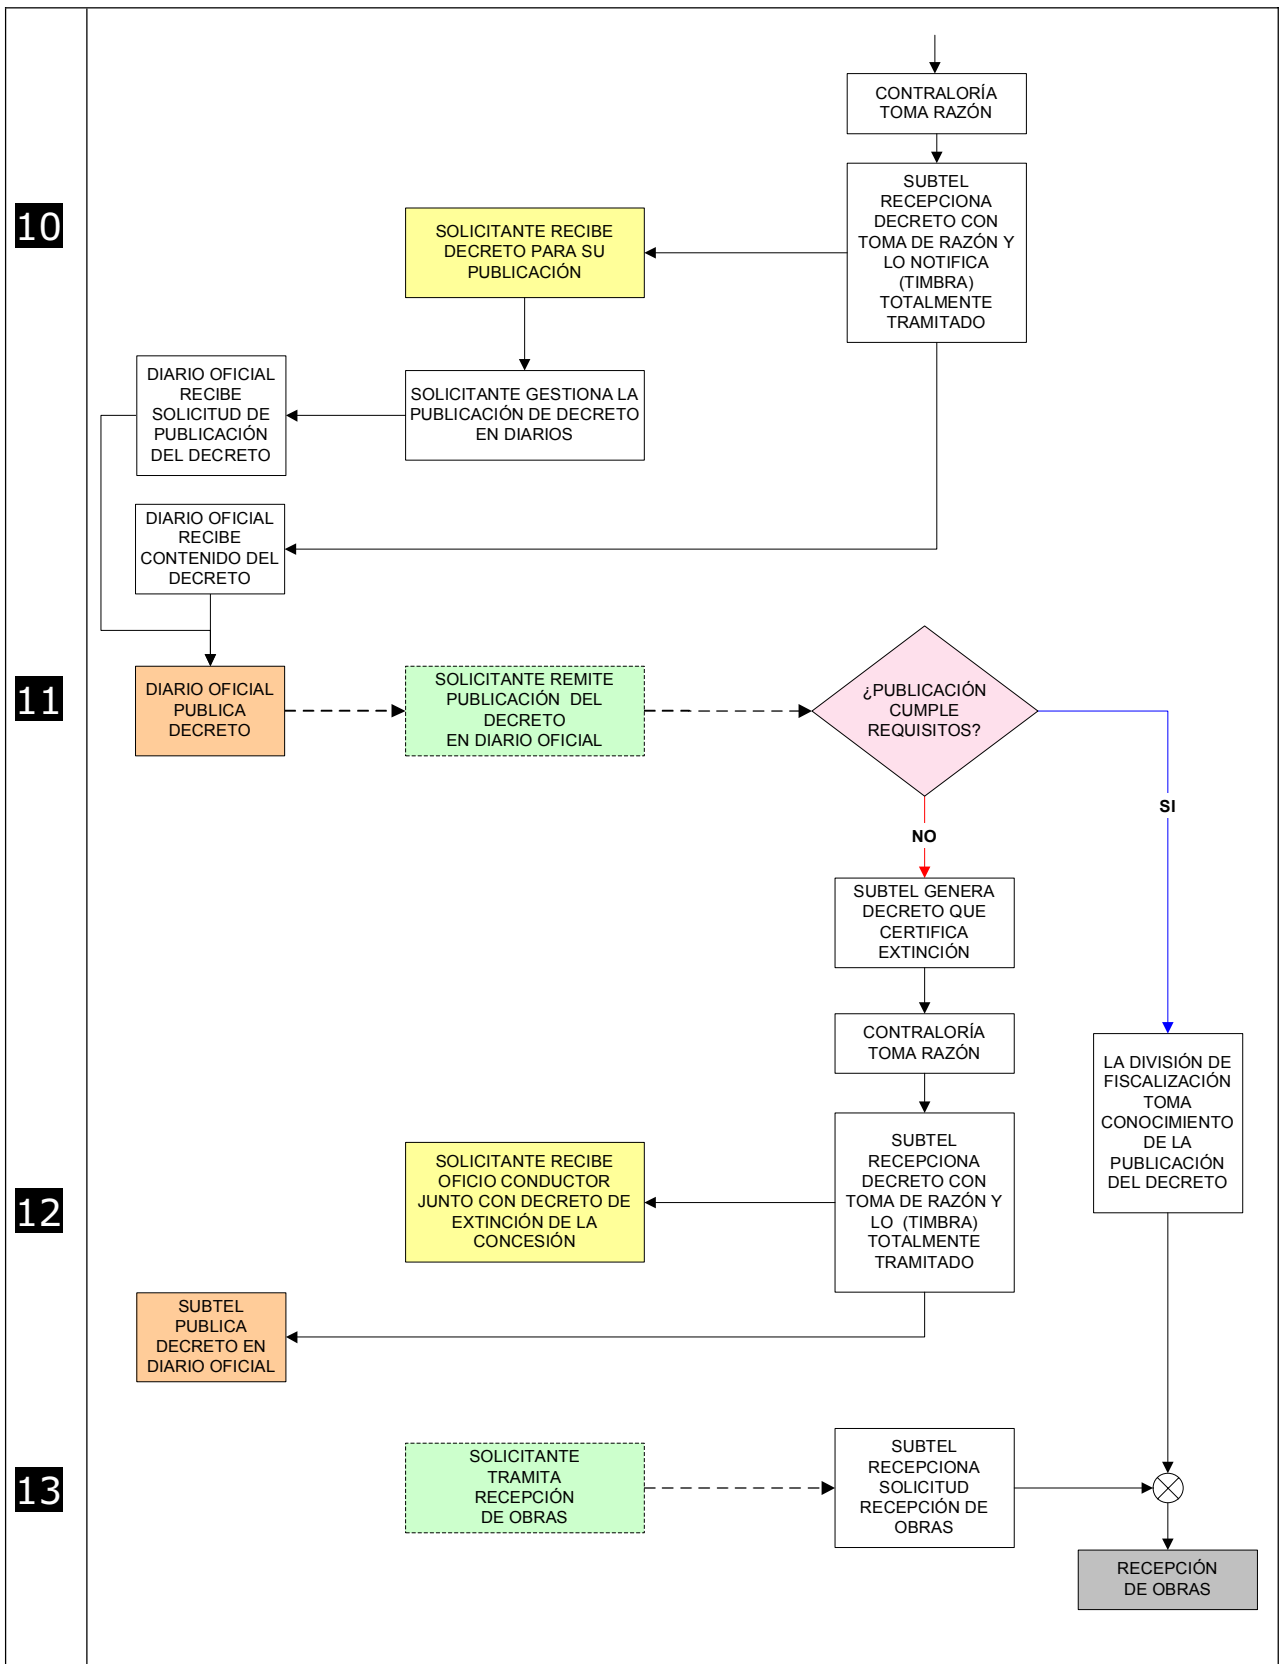 CONTRALORÍA
TOMA RAZÓN
10
SUBTEL
RECEPCIONA
DECRETO CON
TOMA DE RAZÓN Y
LO NOTIFICA
(TIMBRA)
TOTALMENTE
TRAMITADO
SOLICITANTE RECIBE
DECRETO PARA SU
PUBLICACIÓN
SOLICITANTE GESTIONA LA
PUBLICACIÓN DE DECRETO
EN DIARIOS
DIARIO OFICIAL
RECIBE
SOLICITUD DE
PUBLICACIÓN
DEL DECRETO
DIARIO OFICIAL
RECIBE
CONTENIDO DEL
DECRETO
11
DIARIO OFICIAL
PUBLICA
DECRETO
SOLICITANTE REMITE
PUBLICACIÓN DEL
DECRETO
EN DIARIO OFICIAL
¿PUBLICACIÓN
CUMPLE
REQUISITOS?
SI
NO
SUBTEL GENERA
DECRETO QUE
CERTIFICA
EXTINCIÓN
CONTRALORÍA
TOMA RAZÓN
LA DIVISIÓN DE
FISCALIZACIÓN
TOMA
CONOCIMIENTO
DE LA
PUBLICACIÓN
DEL DECRETO
12
SUBTEL
RECEPCIONA
DECRETO CON
TOMA DE RAZÓN Y
LO (TIMBRA)
TOTALMENTE
TRAMITADO
SOLICITANTE RECIBE
OFICIO CONDUCTOR
JUNTO CON DECRETO DE
EXTINCIÓN DE LA
CONCESIÓN
SUBTEL
PUBLICA
DECRETO EN
DIARIO OFICIAL
13
SOLICITANTE
TRAMITA
RECEPCIÓN
DE OBRAS
SUBTEL
RECEPCIONA
SOLICITUD
RECEPCIÓN DE
OBRAS
RECEPCIÓN
DE OBRAS